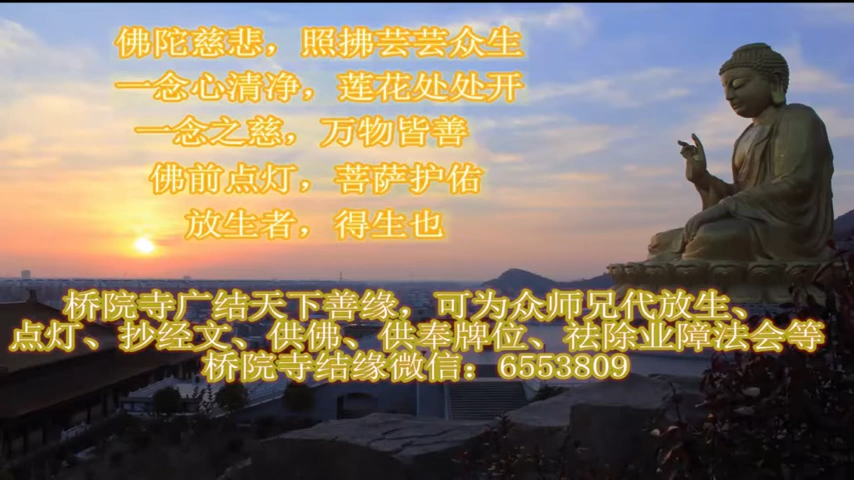 佛陀慈悲，照拂芸芸众生
一念心清净，莲花处处开
一念之慈，万物皆善
佛前点灯，菩萨护佑
放生者，得生也
桥院寺广结天下善缘，可为众师兄代放生、
点灯、抄经文、供佛、供奉牌位、祛除业障法会等
桥院寺结缘微信：6553809